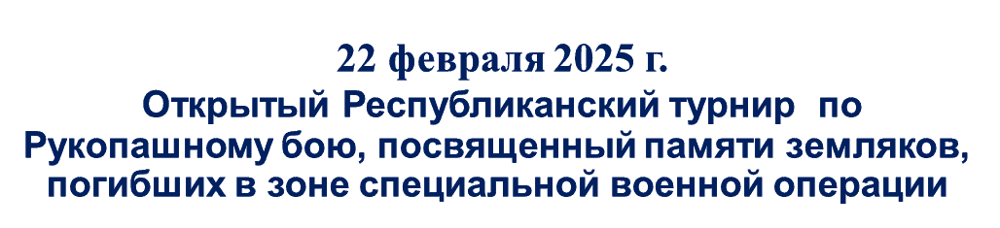 22 февраля 2025 г.
Открытый Республиканский турнир по
Рукопашному бою, посвященный памяти земляков,
погибших в зоне специальной военной операции